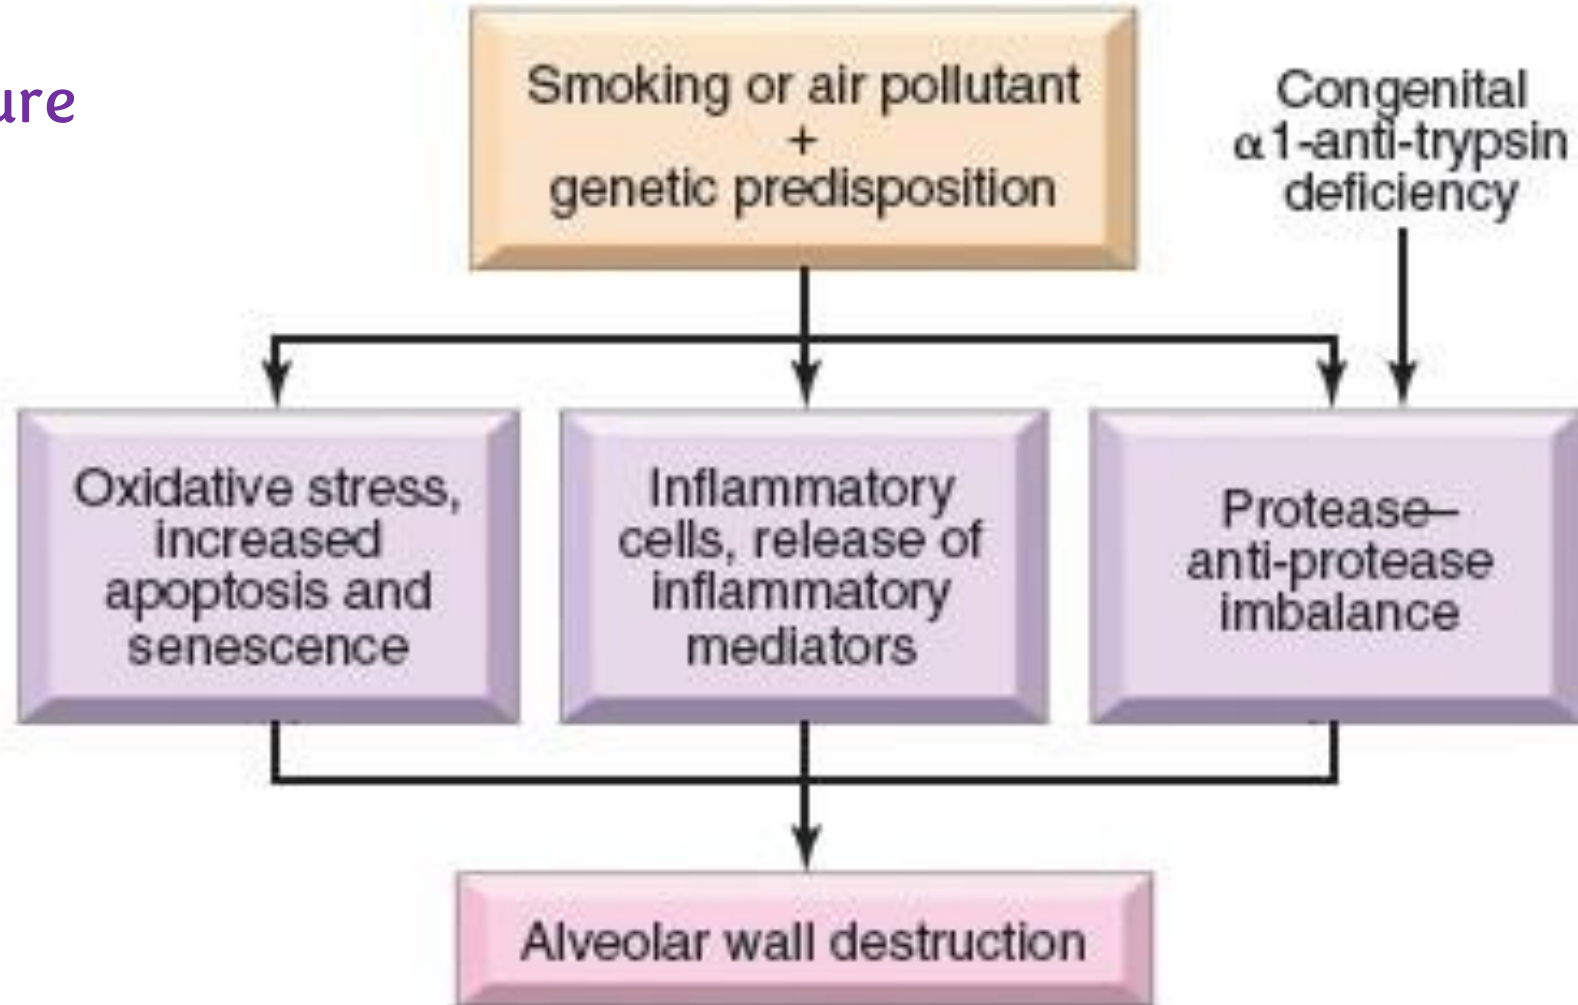 ure
Smoking or air pollutant
+
genetic predisposition
Congenital
α1-anti-trypsin
deficiency
Oxidative stress,
increased
apoptosis and
senescence
Inflammatory
cells, release of
inflammatory
mediators
Protease–
anti-protease
imbalance
Alveolar wall destruction